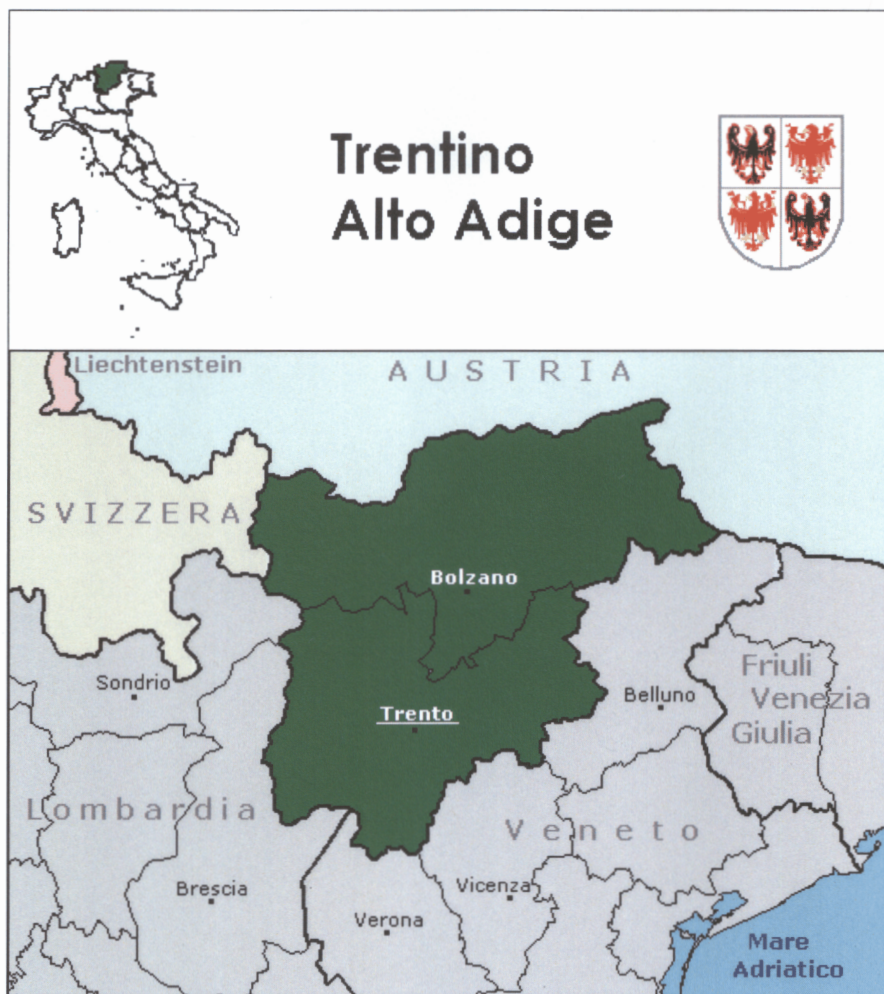 Trentino
Alto Adige
Liechtenstein
AUSTRIA
SVIZZERA
Bolzano
Sondrio
Trento
Belluno
Friuli
Venezia
Giulia
Lombardia
Veneto
Brescia
Vicenza
Verona
Mare
Adriatico